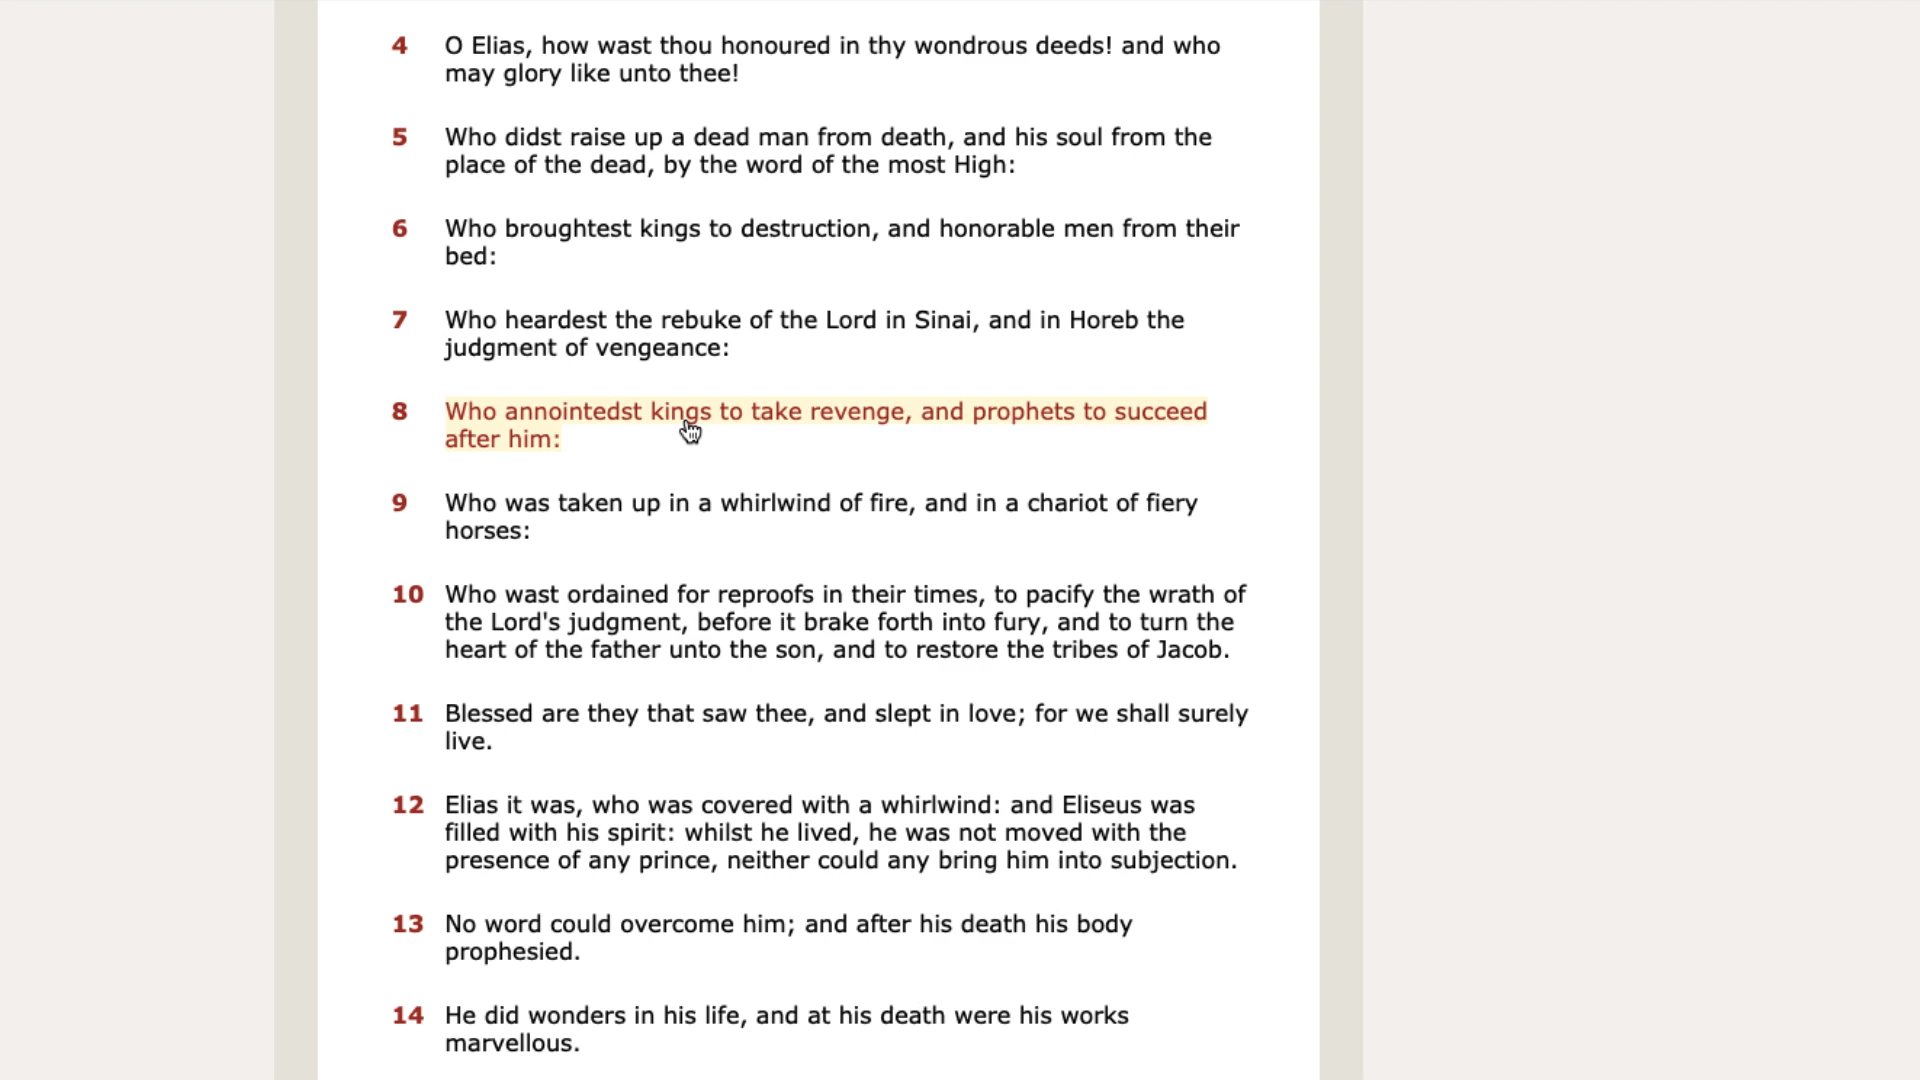 4 O Elias, how wast thou honoured in thy wondrous deeds! and who
may glory like unto thee!
5 Who didst raise up a dead man from death, and his soul from the
place of the dead, by the word of the most High:
6 Who broughtest kings to destruction, and honorable men from their
bed:
7 Who heardest the rebuke of the Lord in Sinai, and in Horeb the
judgment of vengeance:
8 Who annointedst kings to take revenge, and prophets to succeed
after him:
9 Who was taken up in a whirlwind of fire, and in a chariot of fiery
horses:
10 Who wast ordained for reproofs in their times, to pacify the wrath of
the Lord's judgment, before it brake forth into fury, and to turn the
heart of the father unto the son, and to restore the tribes of Jacob.
11 Blessed are they that saw thee, and slept in love; for we shall surely
live.
12 Elias it was, who was covered with a whirlwind: and Eliseus was
filled with his spirit: whilst he lived, he was not moved with the
presence of any prince, neither could any bring him into subjection.
13 No word could overcome him; and after his death his body
prophesied.
14 He did wonders in his life, and at his death were his works
marvellous.